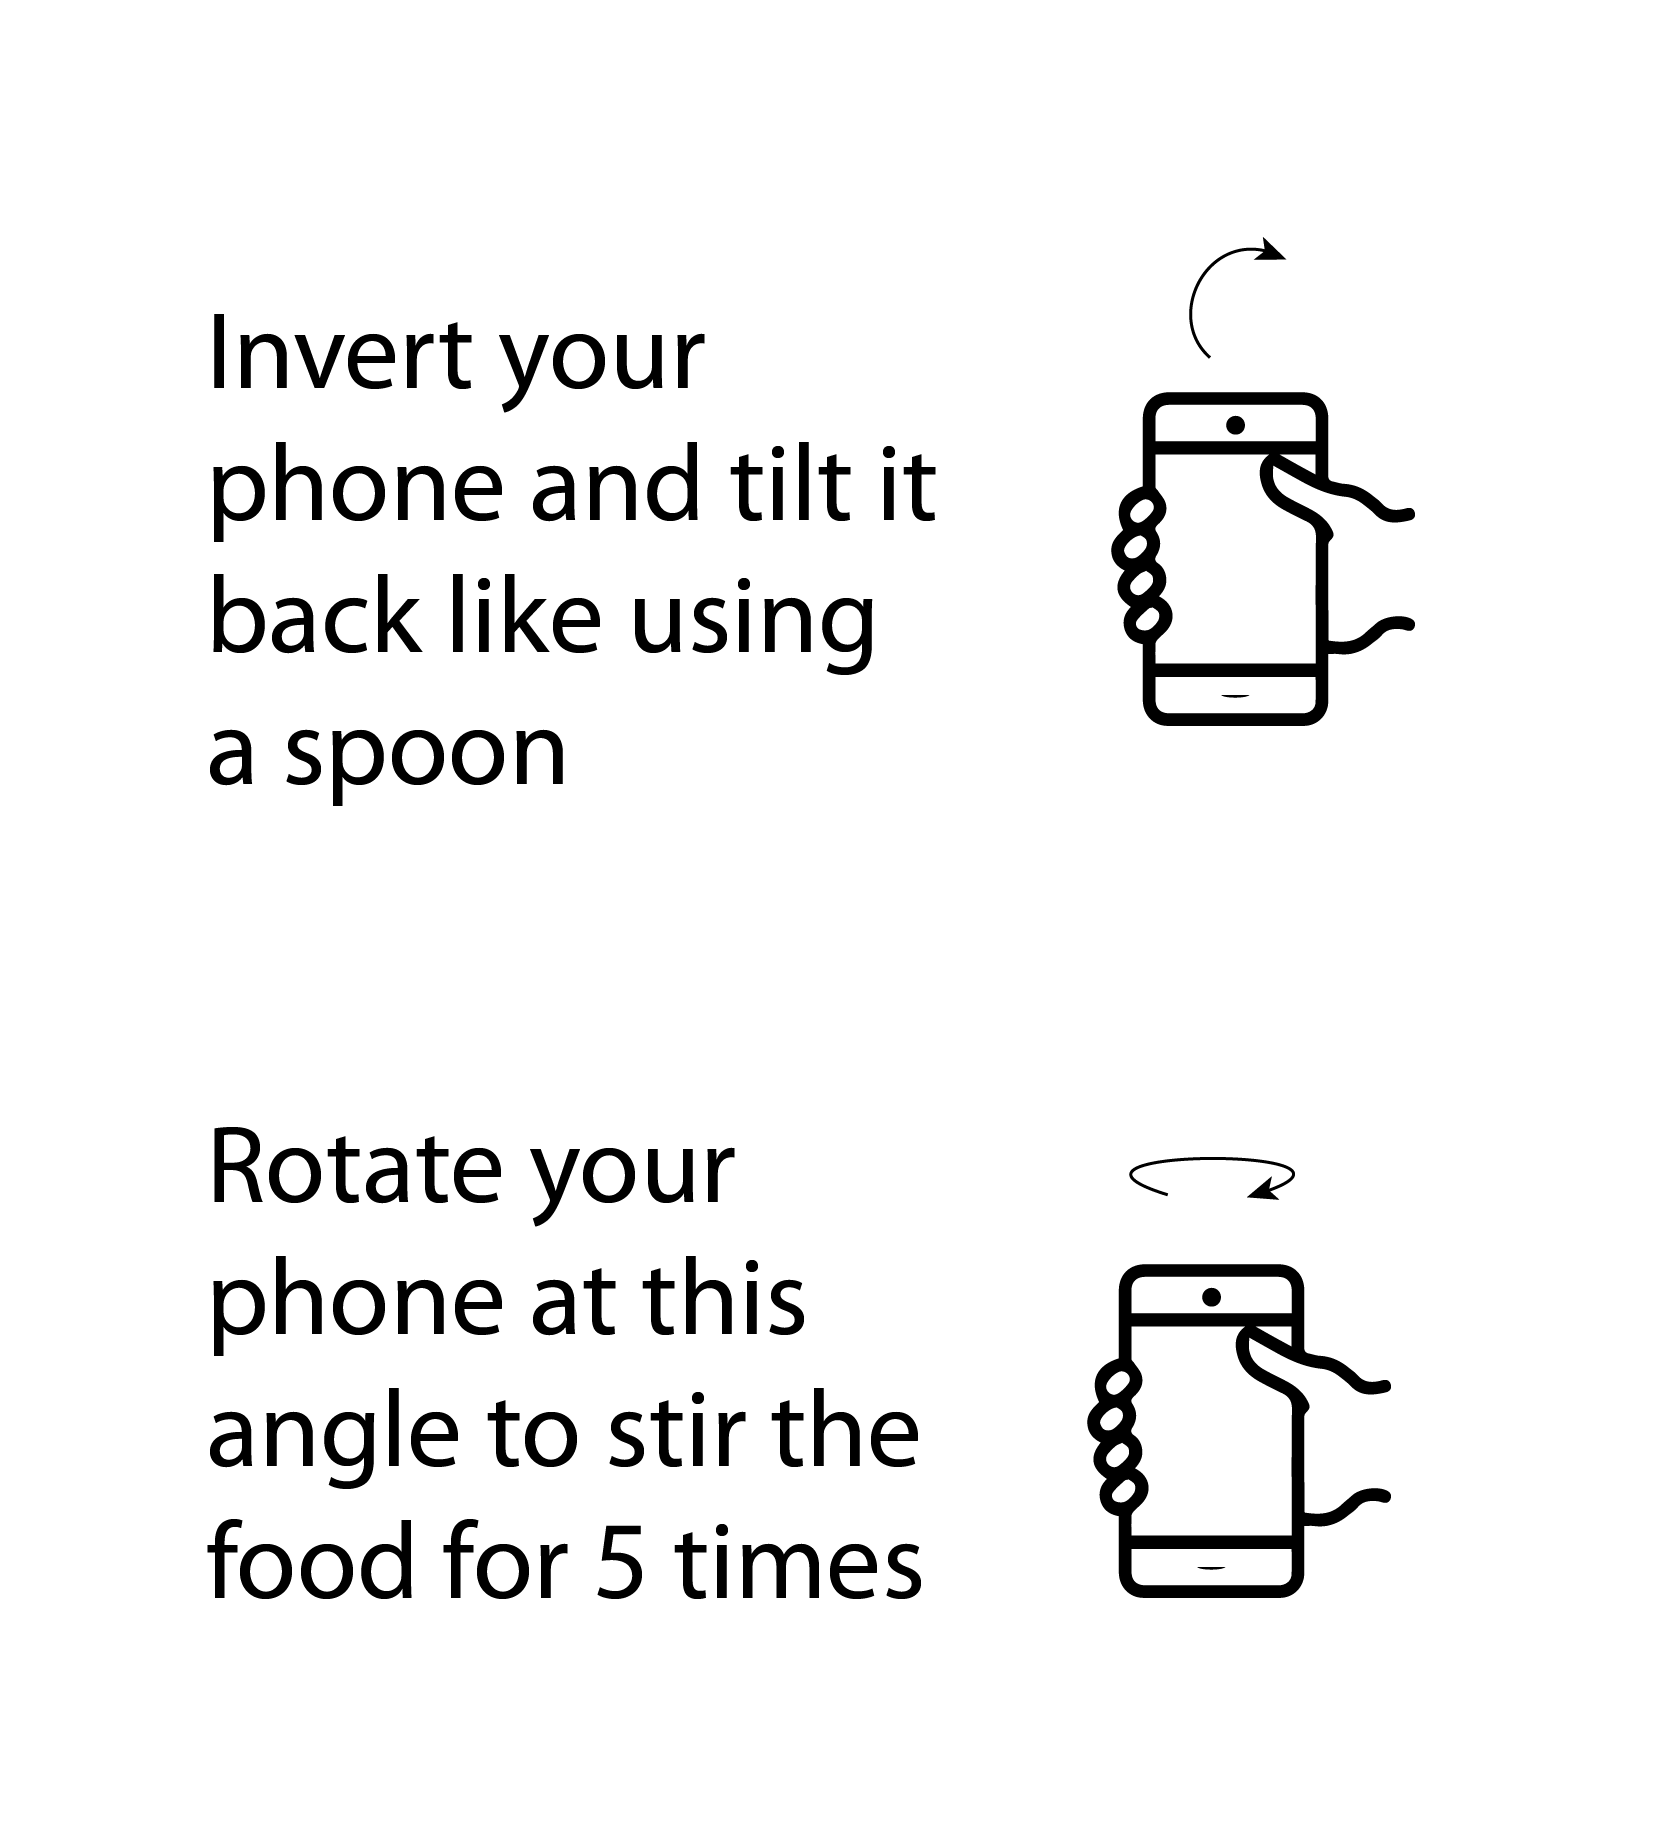 Invert your
phone and tilt it
back like using
a spoon
Rotate your
phone at this
angle to stir the
food for 5 times